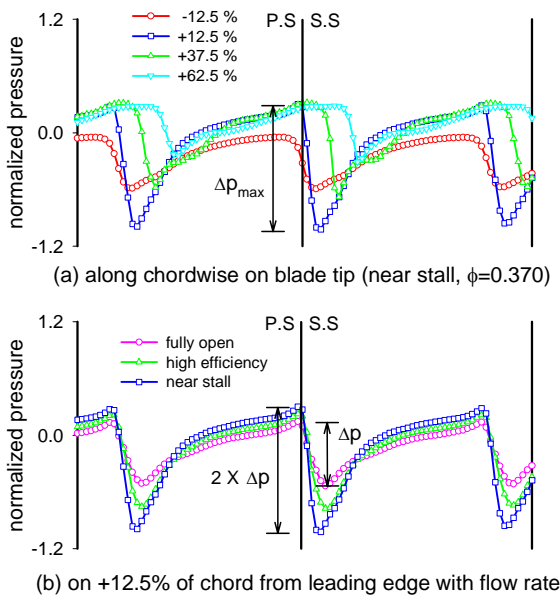 1.2
0.0
-1.2
normalized pressure
P.S
S.S
-12.5 %
+12.5 %
+37.5 %
+62.5 %
Δpmax
(a) along chordwise on blade tip (near stall, ϕ=0.370)
1.2
0.0
-1.2
normalized pressure
P.S
S.S
fully open
high efficiency
near stall
Δp
2 X Δp
(b) on +12.5% of chord from leading edge with flow rate